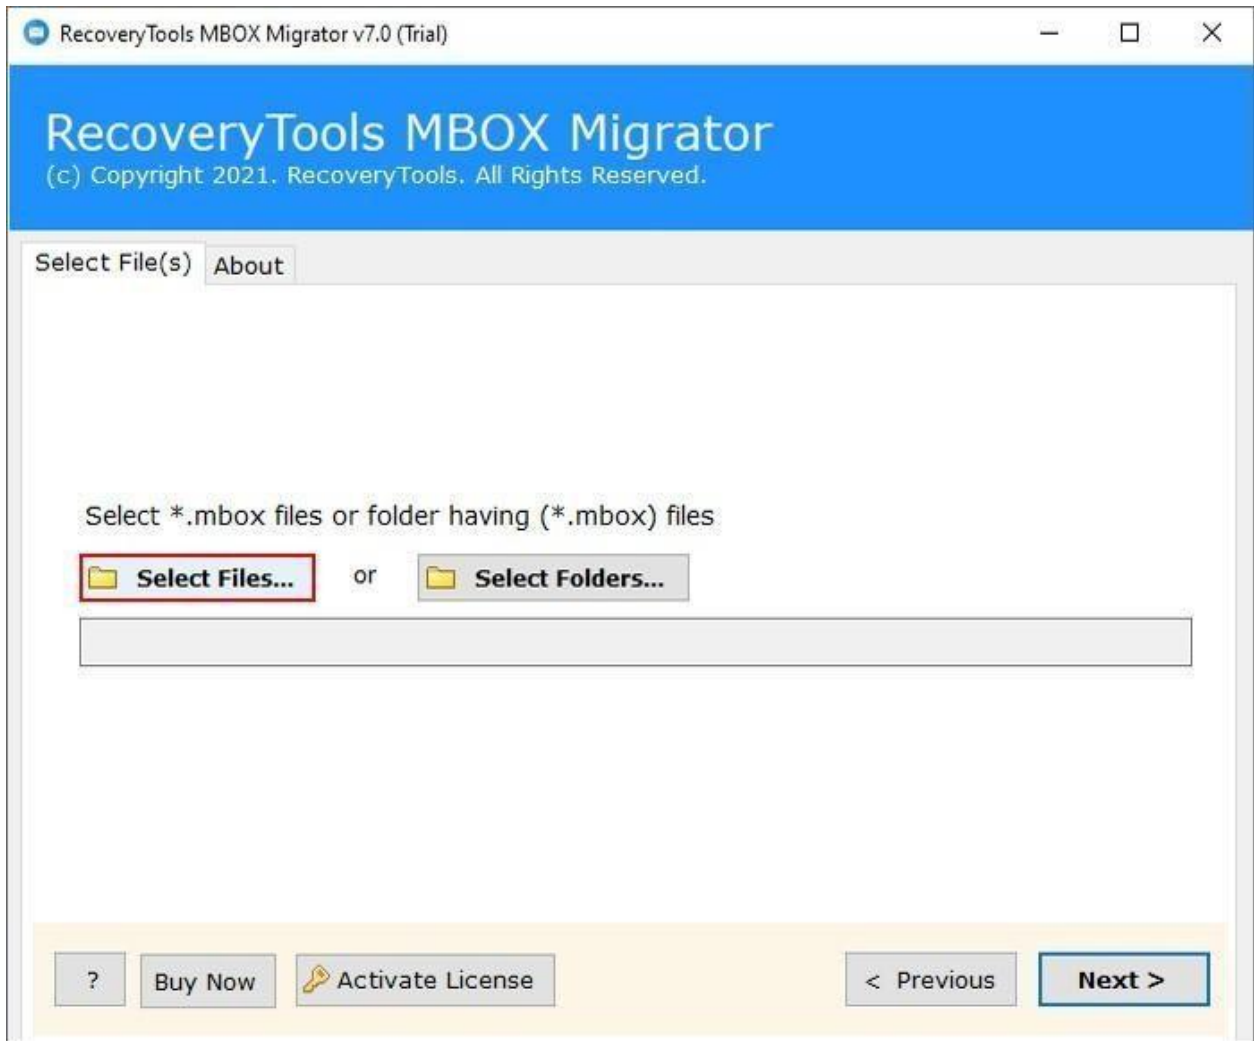 RecoveryTools MBOX Migrator v7.0 (Trial)
RecoveryTools MBOX Migrator
(c) Copyright 2021. RecoveryTools. All Rights Reserved.
Select File(s) About
Select *.mbox files or folder having (*.mbox) files
Select Files... or Select Folders...
? Buy Now Activate License < Previous Next >